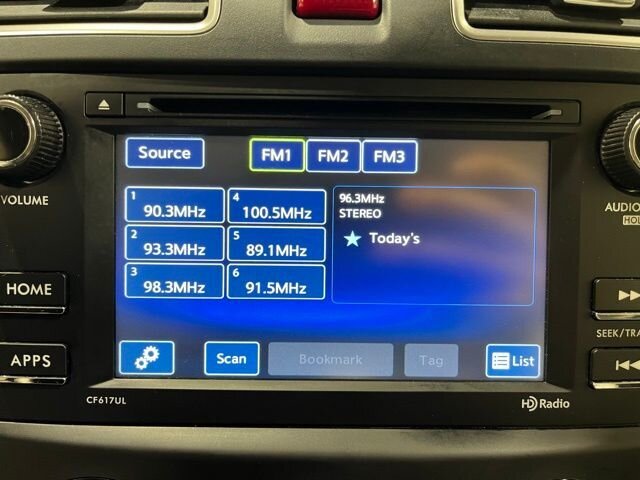 Source
FM1 FM2 FM3
VOLUME
AUDIO
HOL
1 90.3MHz
4 100.5MHz
2 93.3MHz
5 89.1MHz
3 98.3MHz
6 91.5MHz
96.3MHz
STEREO
Today's
HOME
APPS
SEEK/TRA
Scan
Bookmark
Tag
List
CF617UL
HD Radio